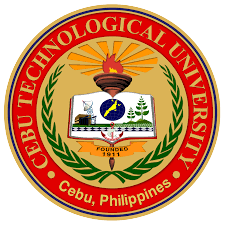 CEBU TECHNOLOGICAL UNIVERSITY
FOUNDED
1911
Cebu, Philippines